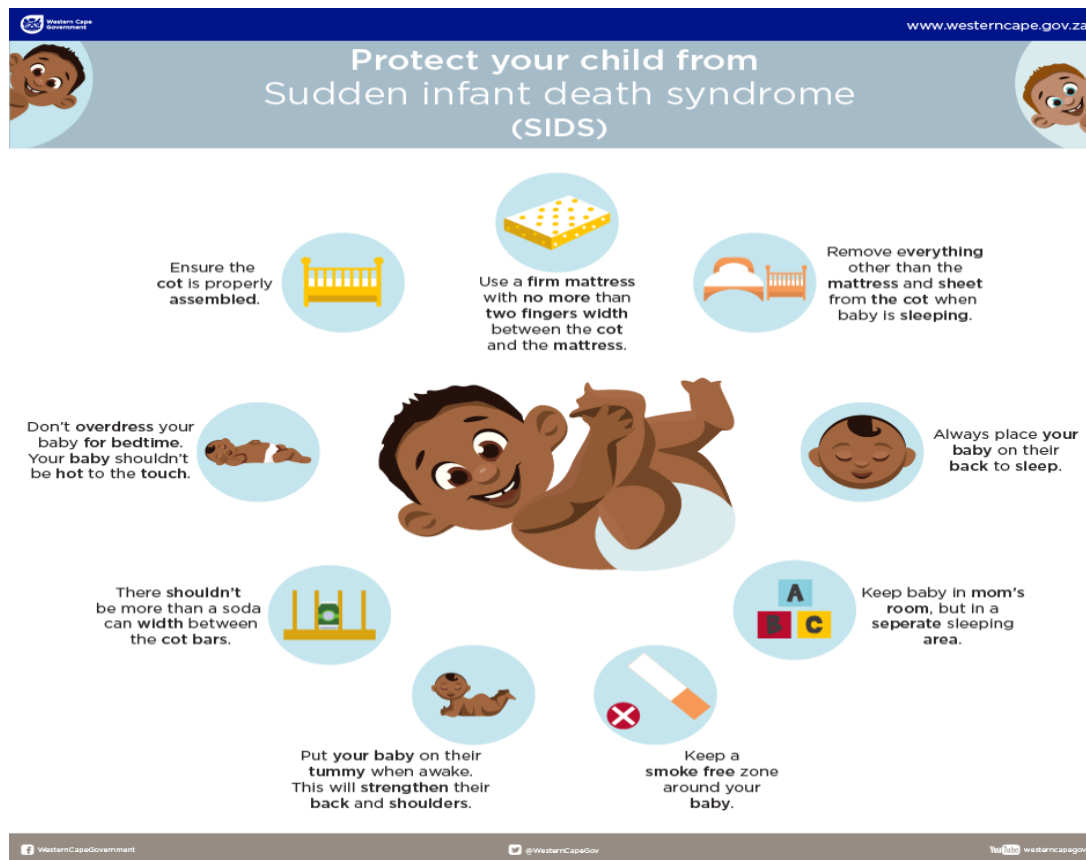 Western Cape
Government
www.westerncape.gov.za
Protect your child from
Sudden infant death syndrome
(SIDS)
Ensure the
cot is properly
assembled.
Use a firm mattress
with no more than
two fingers width
between the cot
and the mattress.
Remove everything
other than the
mattress and sheet
from the cot when
baby is sleeping.
Don't overdress your
baby for bedtime.
Your baby shouldn't
be hot to the touch.
Always place your
baby on their
back to sleep.
There shouldn't
be more than a soda
can width between
the cot bars.
A
B C
Keep baby in mom's
room, but in a
seperate sleeping
area.
Put your baby on their
tummy when awake.
This will strengthen their
back and shoulders.
Keep a
smoke free zone
around your
baby.
WesternCapeGovernment
@WesternCapeGov
YouTube westerncapegov